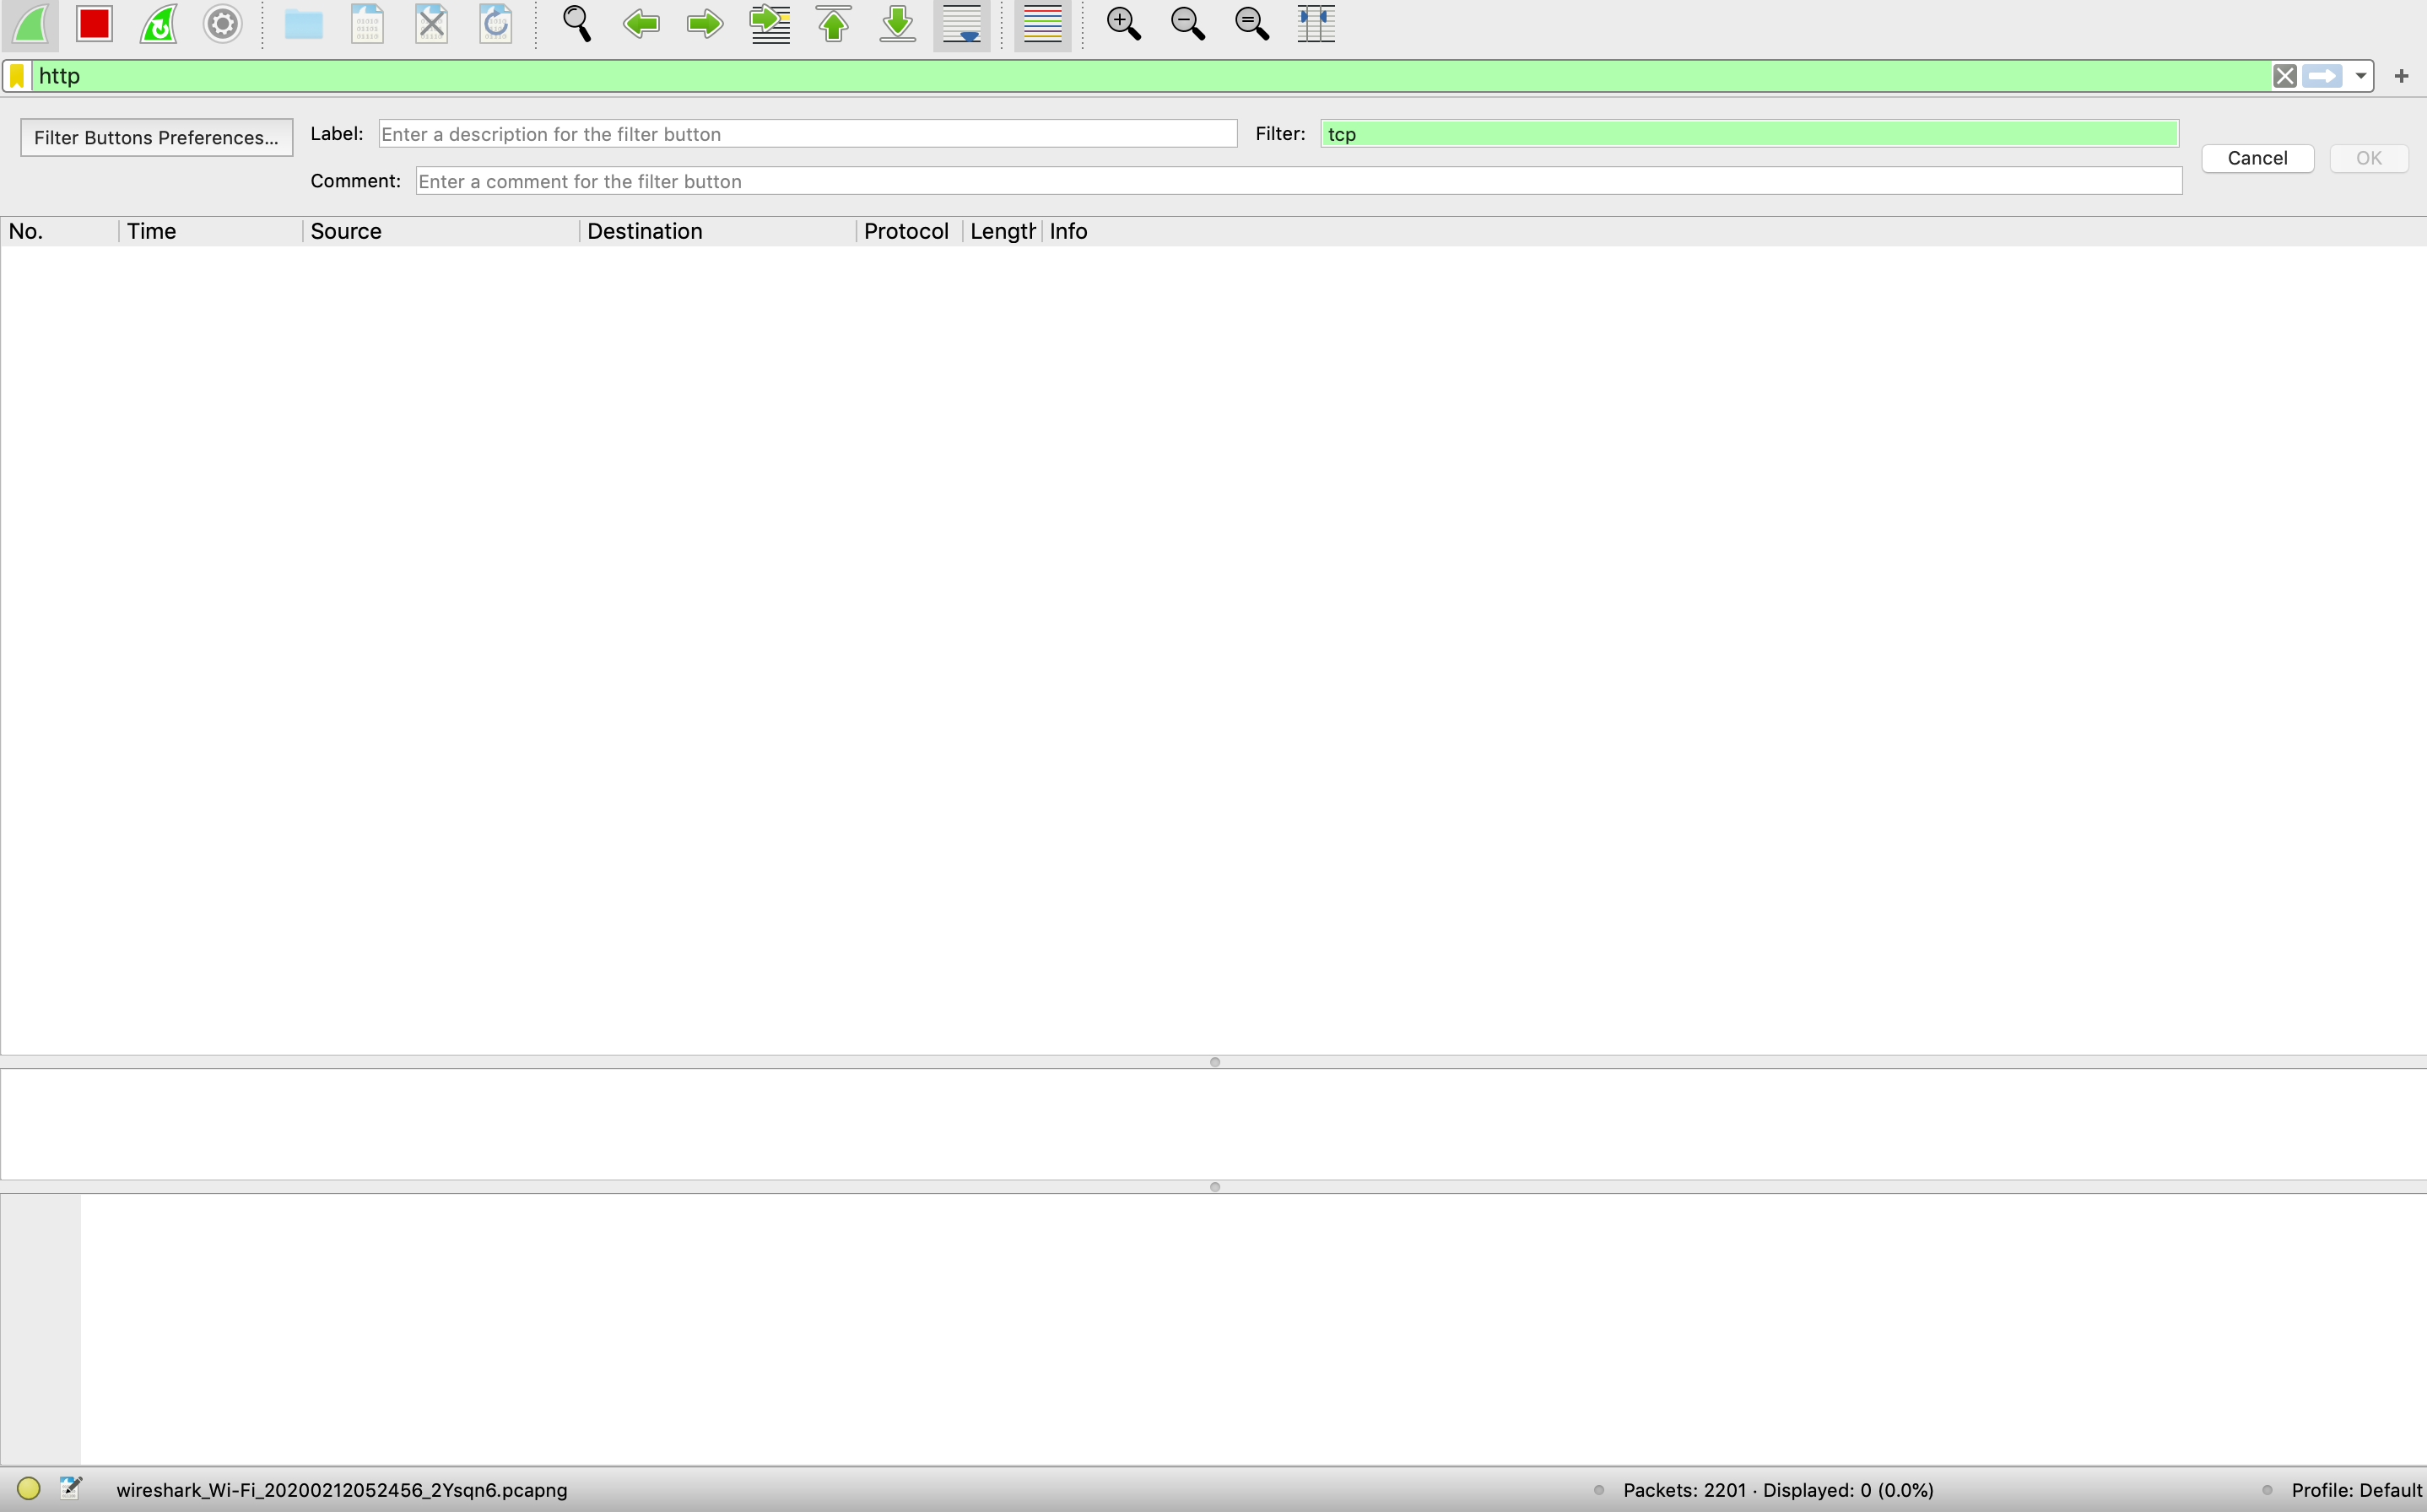 http
+
Filter Buttons Preferences...
Label: Enter a description for the filter button Filter: tcp
Cancel OK
Comment: Enter a comment for the filter button
No. Time Source Destination Protocol Length Info
wireshark_Wi-Fi_20200212052456_2Ysqn6.pcapng Packets: 2201 · Displayed: 0 (0.0%) Profile: Default